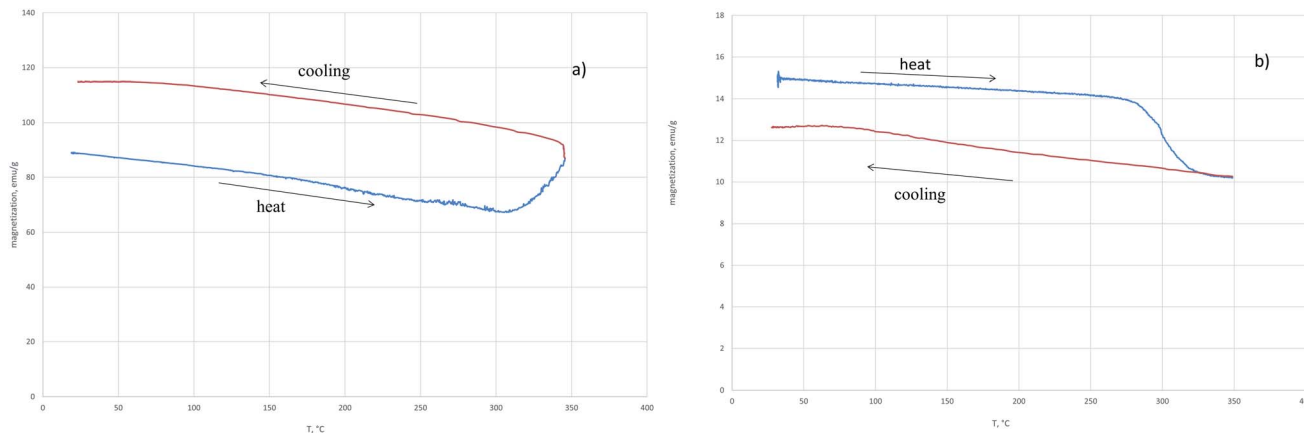 140
120
100
80
60
40
20
0
magnetization, emu/g
cooling
a)
heat
0 50 100 150 200 250 300 350 400
T, °C
18
16
14
12
10
8
6
4
2
0
magnetization, emu/g
heat
b)
cooling
0 50 100 150 200 250 300 350
T, °C